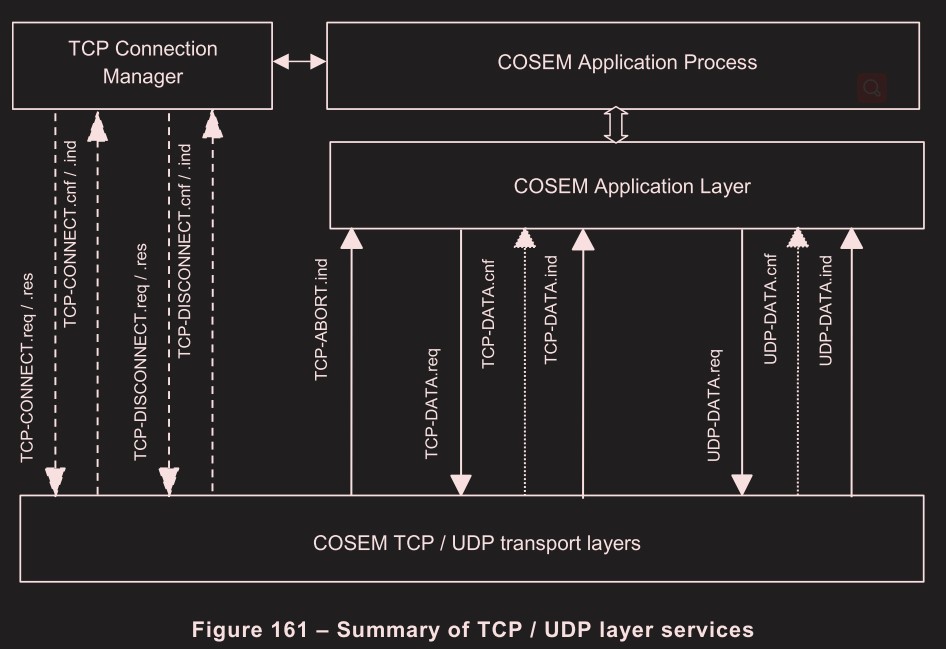 TCP Connection
Manager
COSEM Application Process
COSEM Application Layer
TCP-CONNECT.req / .res
TCP-CONNECT.cnf / .ind
TCP-DISCONNECT.req / .res
TCP-DISCONNECT.cnf / .ind
TCP-ABORT.ind
TCP-DATA.req
TCP-DATA.cnf
TCP-DATA.ind
UDP-DATA.req
UDP-DATA.cnf
UDP-DATA.ind
COSEM TCP / UDP transport layers
Figure 161 – Summary of TCP / UDP layer services